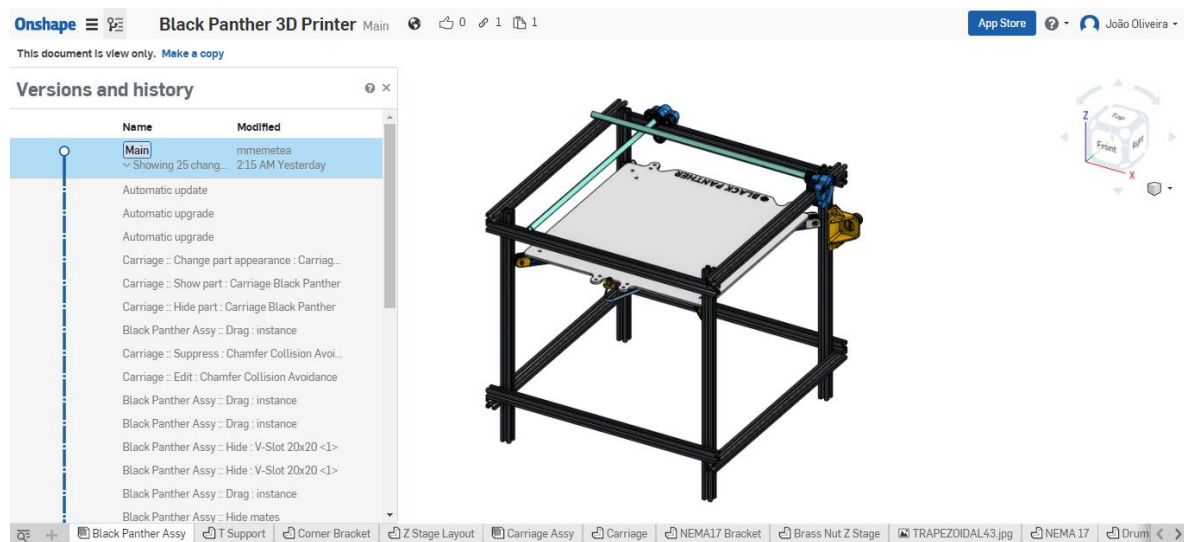 Onshape Black Panther 3D Printer Main 0 1 1 App Store João Oliveira
This document is view only. Make a copy
Versions and history
Name Modified
Main mmemetea
Showing 25 chang... 2:15 AM Yesterday
Automatic update
Automatic upgrade
Automatic upgrade
Carriage :: Change part appearance : Carriag...
Carriage :: Show part : Carriage Black Panther
Carriage :: Hide part : Carriage Black Panther
Black Panther Assy :: Drag : instance
Carriage :: Suppress : Chamfer Collision Avoi...
Carriage :: Edit : Chamfer Collision Avoidance
Black Panther Assy :: Drag : instance
Black Panther Assy :: Drag : instance
Black Panther Assy :: Hide : V-Slot 20x20 <1>
Black Panther Assy :: Hide : V-Slot 20x20 <1>
Black Panther Assy :: Drag : instance
Black Panther Assy :: Hide mates
BLACK PANTHER
Z
Top
Front
Right
X
Black Panther Assy T Support Corner Bracket Z Stage Layout Carriage Assy Carriage NEMA17 Bracket Brass Nut Z Stage TRAPEZOIDAL43.jpg NEMA 17 Drum